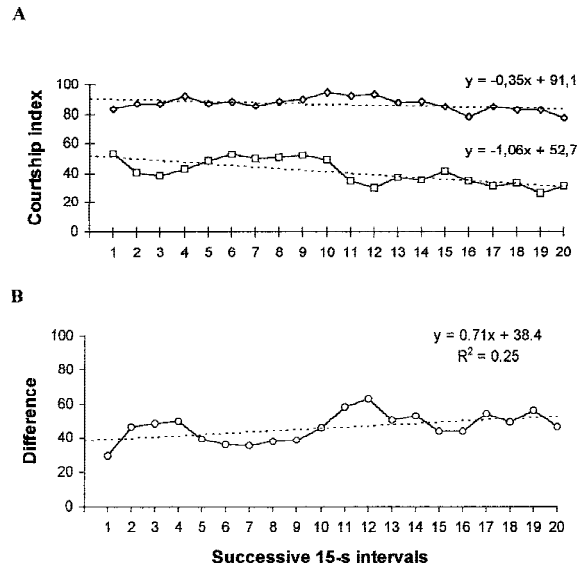 A
y = -0,35x + 91,1
y = -1,06x + 52,7
Courtship index
100
80
60
40
20
0
1 2 3 4 5 6 7 8 9 10 11 12 13 14 15 16 17 18 19 20
B
y = 0.71x + 38.4
R² = 0.25
Difference
100
80
60
40
20
0
1 2 3 4 5 6 7 8 9 10 11 12 13 14 15 16 17 18 19 20
Successive 15-s intervals